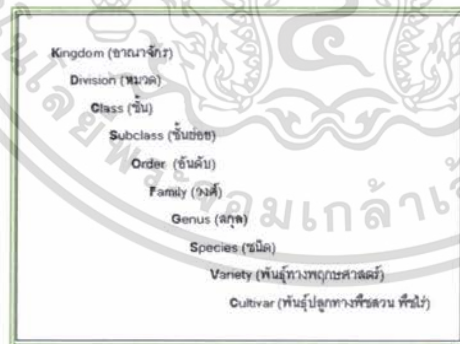 Kingdom (อาณาจักร)
Division (หมวด)
Class (ชั้น)
Subclass (ชั้นย่อย)
Order (อันดับ)
Family (วงศ์)
Genus (สกุล)
Species (ชนิด)
Variety (พันธุ์ทางพฤกษศาสตร์)
Cultivar (พันธุ์ปลูกทางพืชสวน พืชไร่)